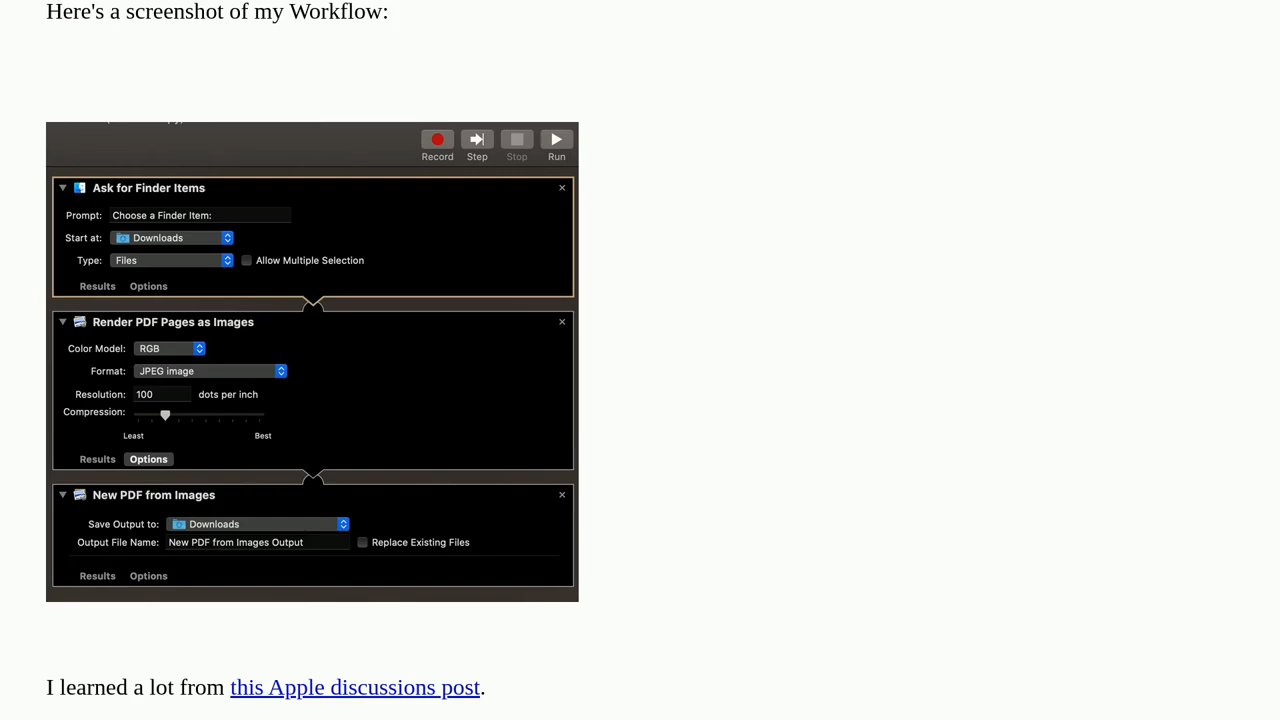 Here's a screenshot of my Workflow:
Record Step Stop Run
Ask for Finder Items
Prompt: Choose a Finder Item:
Start at: Downloads
Type: Files Allow Multiple Selection
Results Options
Render PDF Pages as Images
Color Model: RGB
Format: JPEG image
Resolution: 100 dots per inch
Compression:
Least Best
Results Options
New PDF from Images
Save Output to: Downloads
Output File Name: New PDF from Images Output Replace Existing Files
Results Options
I learned a lot from this Apple discussions post.